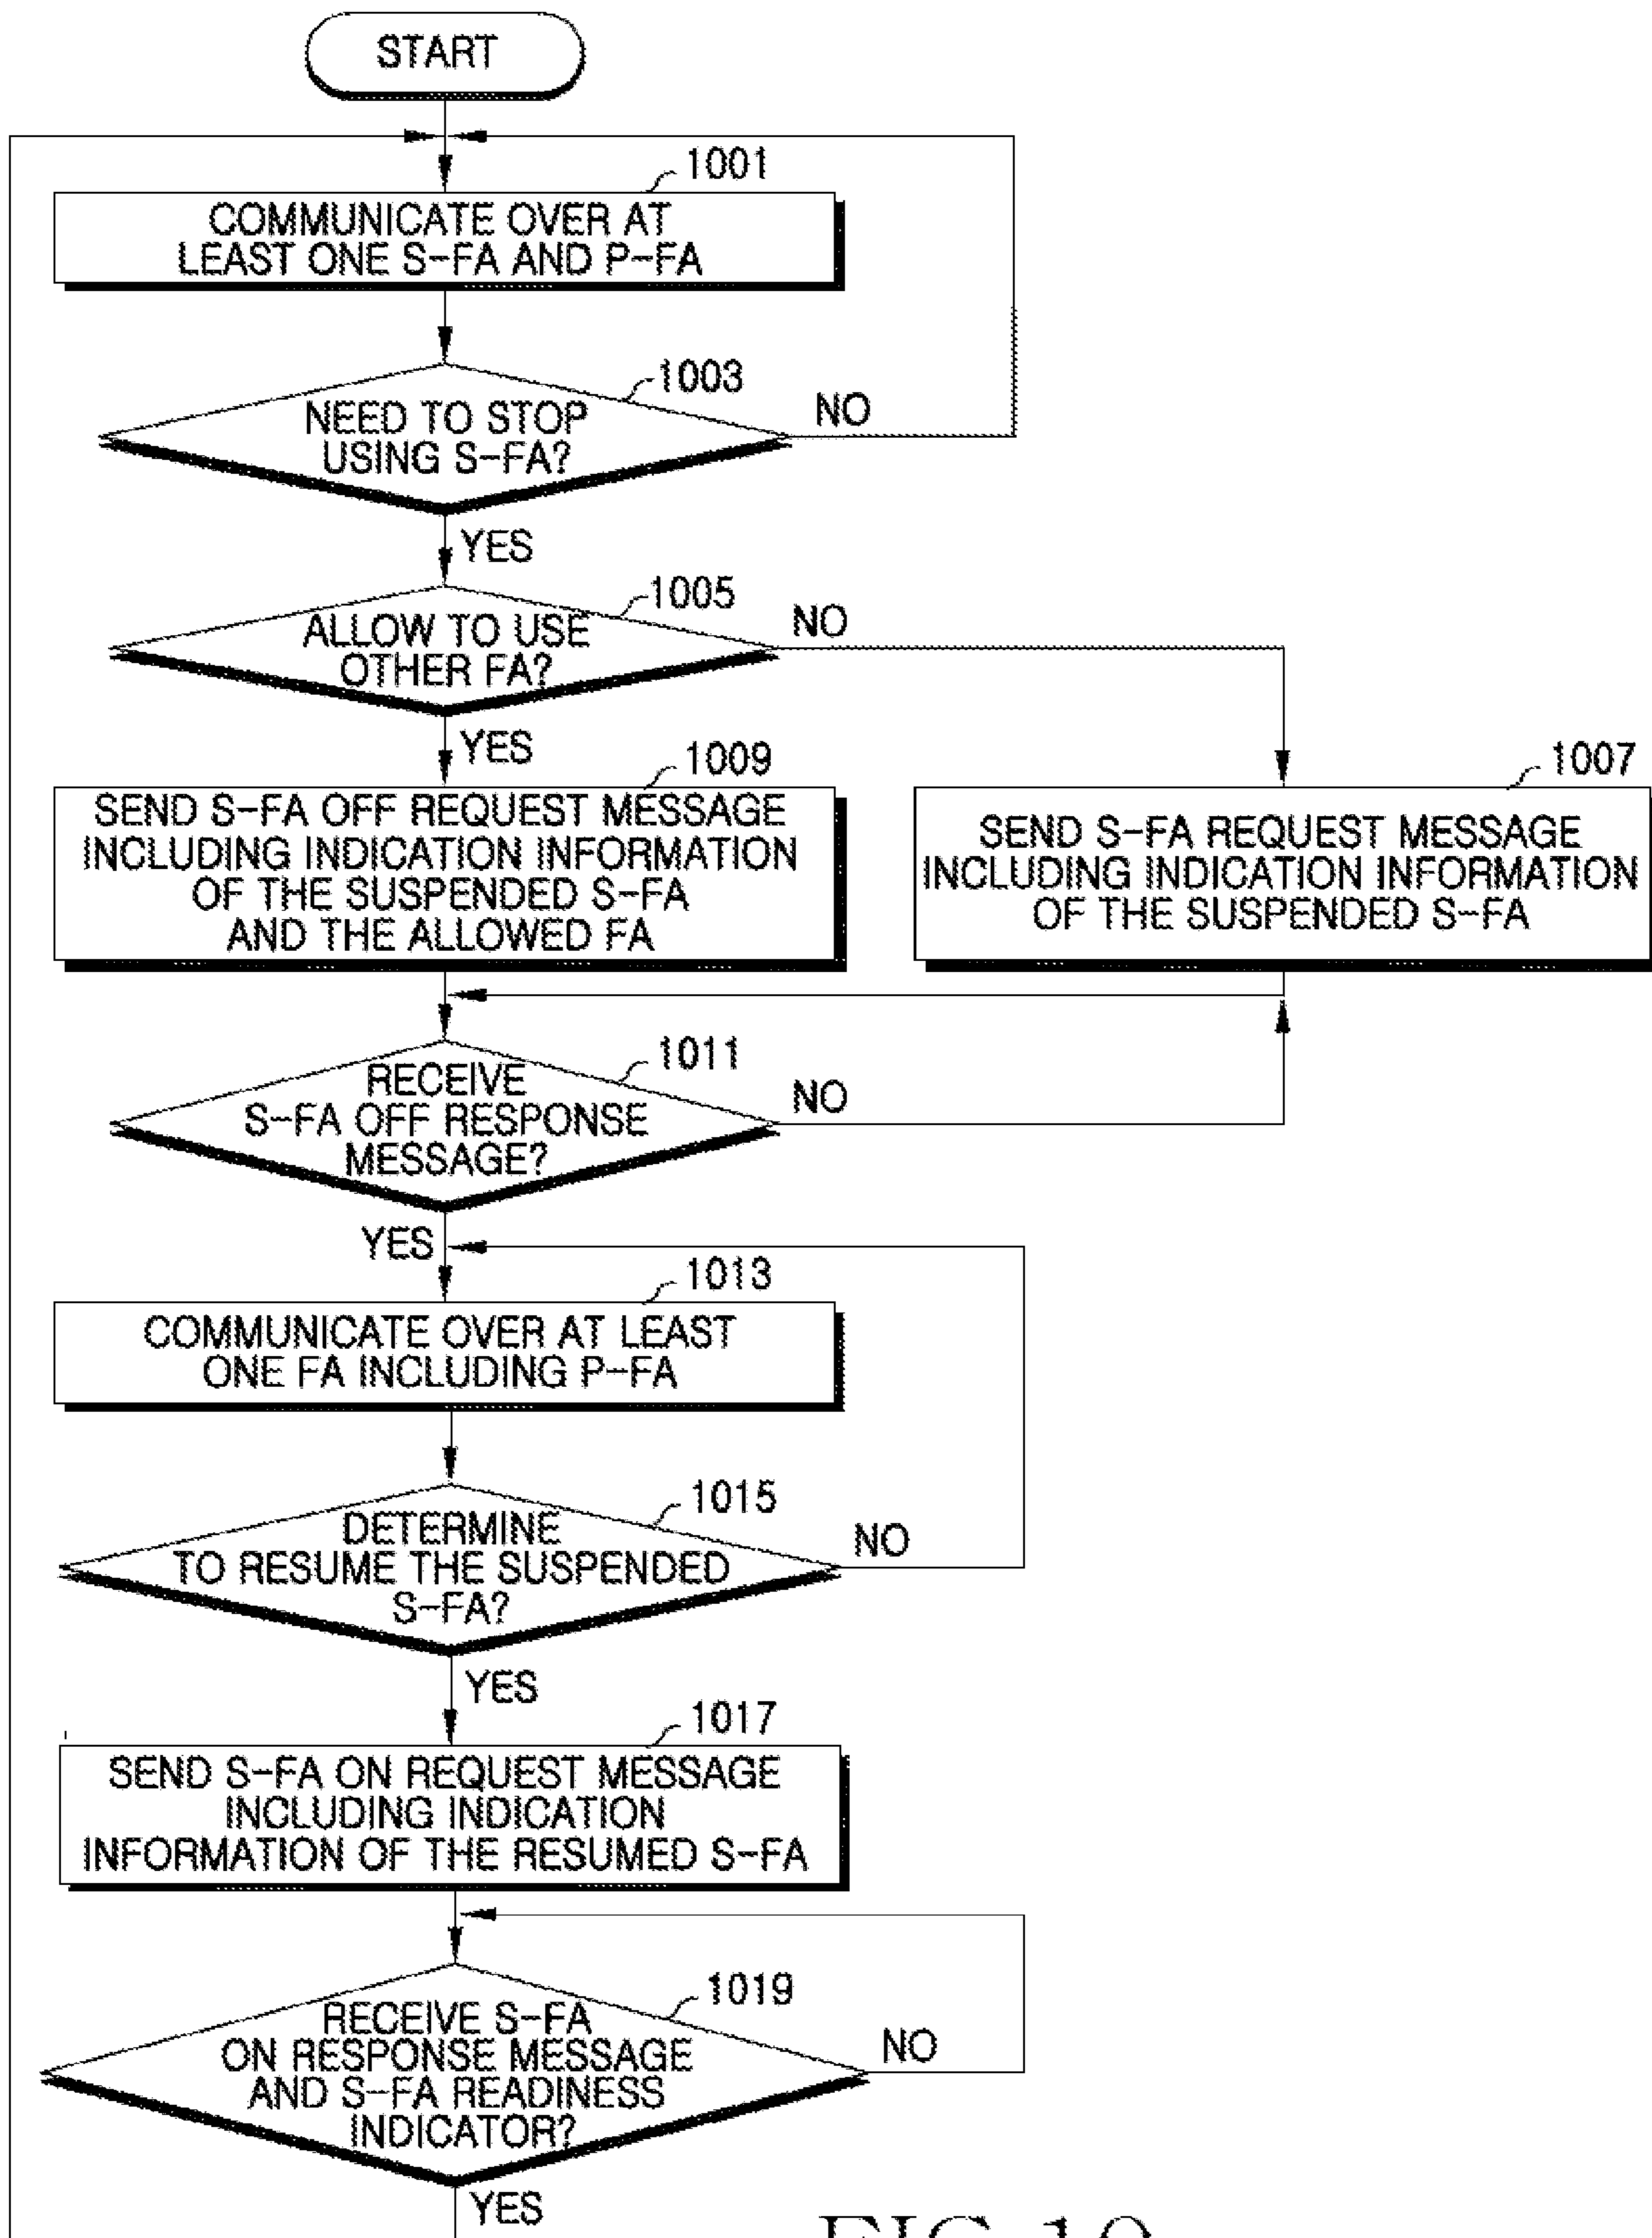 START
1001
COMMUNICATE OVER AT
LEAST ONE S-FA AND P-FA
1003
NEED TO STOP
USING S-FA?
NO
YES
1005
ALLOW TO USE
OTHER FA?
NO
YES
1009
SEND S-FA OFF REQUEST MESSAGE
INCLUDING INDICATION INFORMATION
OF THE SUSPENDED S-FA
AND THE ALLOWED FA
1007
SEND S-FA REQUEST MESSAGE
INCLUDING INDICATION INFORMATION
OF THE SUSPENDED S-FA
1011
RECEIVE
S-FA OFF RESPONSE
MESSAGE?
NO
YES
1013
COMMUNICATE OVER AT LEAST
ONE FA INCLUDING P-FA
1015
DETERMINE
TO RESUME THE SUSPENDED
S-FA?
NO
YES
1017
SEND S-FA ON REQUEST MESSAGE
INCLUDING INDICATION
INFORMATION OF THE RESUMED S-FA
1019
RECEIVE S-FA
ON RESPONSE MESSAGE
AND S-FA READINESS
INDICATOR?
NO
YES